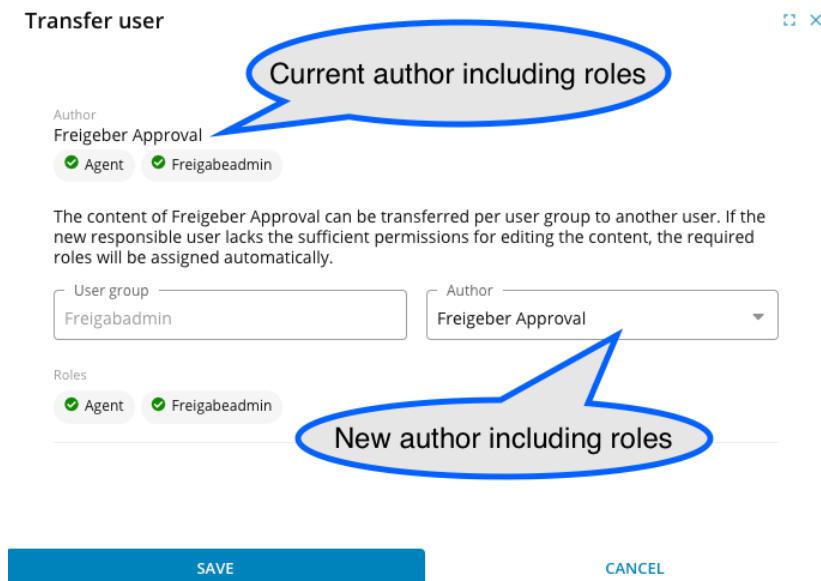 Transfer user
Current author including roles
Author
Freigeber Approval
Agent Freigabeadmin
The content of Freigeber Approval can be transferred per user group to another user. If the
new responsible user lacks the sufficient permissions for editing the content, the required
roles will be assigned automatically.
User group Author
Freigabadmin Freigeber Approval
Roles
Agent Freigabeadmin
New author including roles
SAVE CANCEL